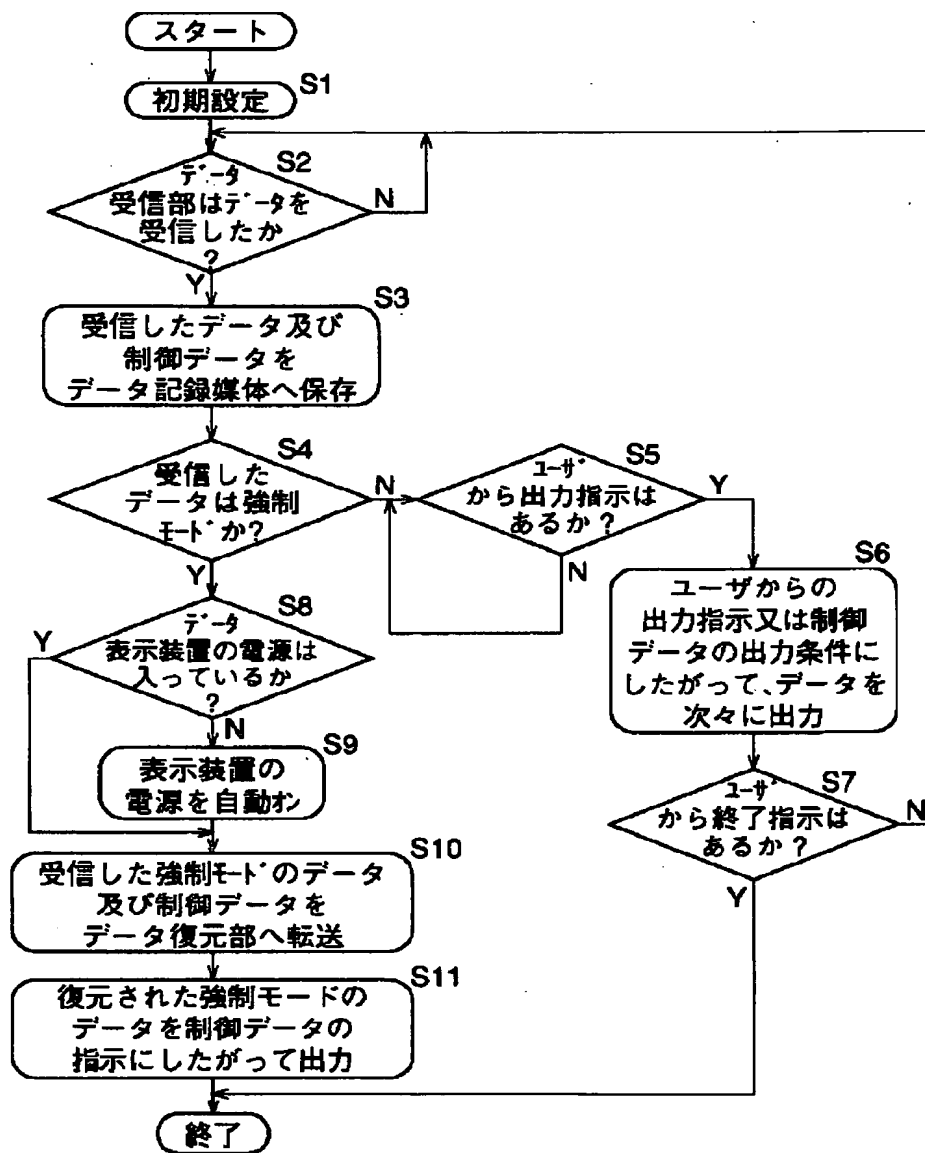 スタート
初期設定
S1
S2
データ
受信部はデータを
受信したか
?
N
Y
S3
受信したデータ及び
制御データを
データ記録媒体へ保存
S4
受信した
データは強制
モードか?
N
Y
S5
ユーザ
から出力指示は
あるか?
Y
N
S6
ユーザからの
出力指示又は制御
データの出力条件に
したがって、データを
次々に出力
S7
ユーザ
から終了指示は
あるか?
N
Y
S8
データ
表示装置の電源は
入っているか
?
Y
N
S9
表示装置の
電源を自動オン
S10
受信した強制モードのデータ
及び制御データを
データ復元部へ転送
S11
復元された強制モードの
データを制御データの
指示にしたがって出力
終了